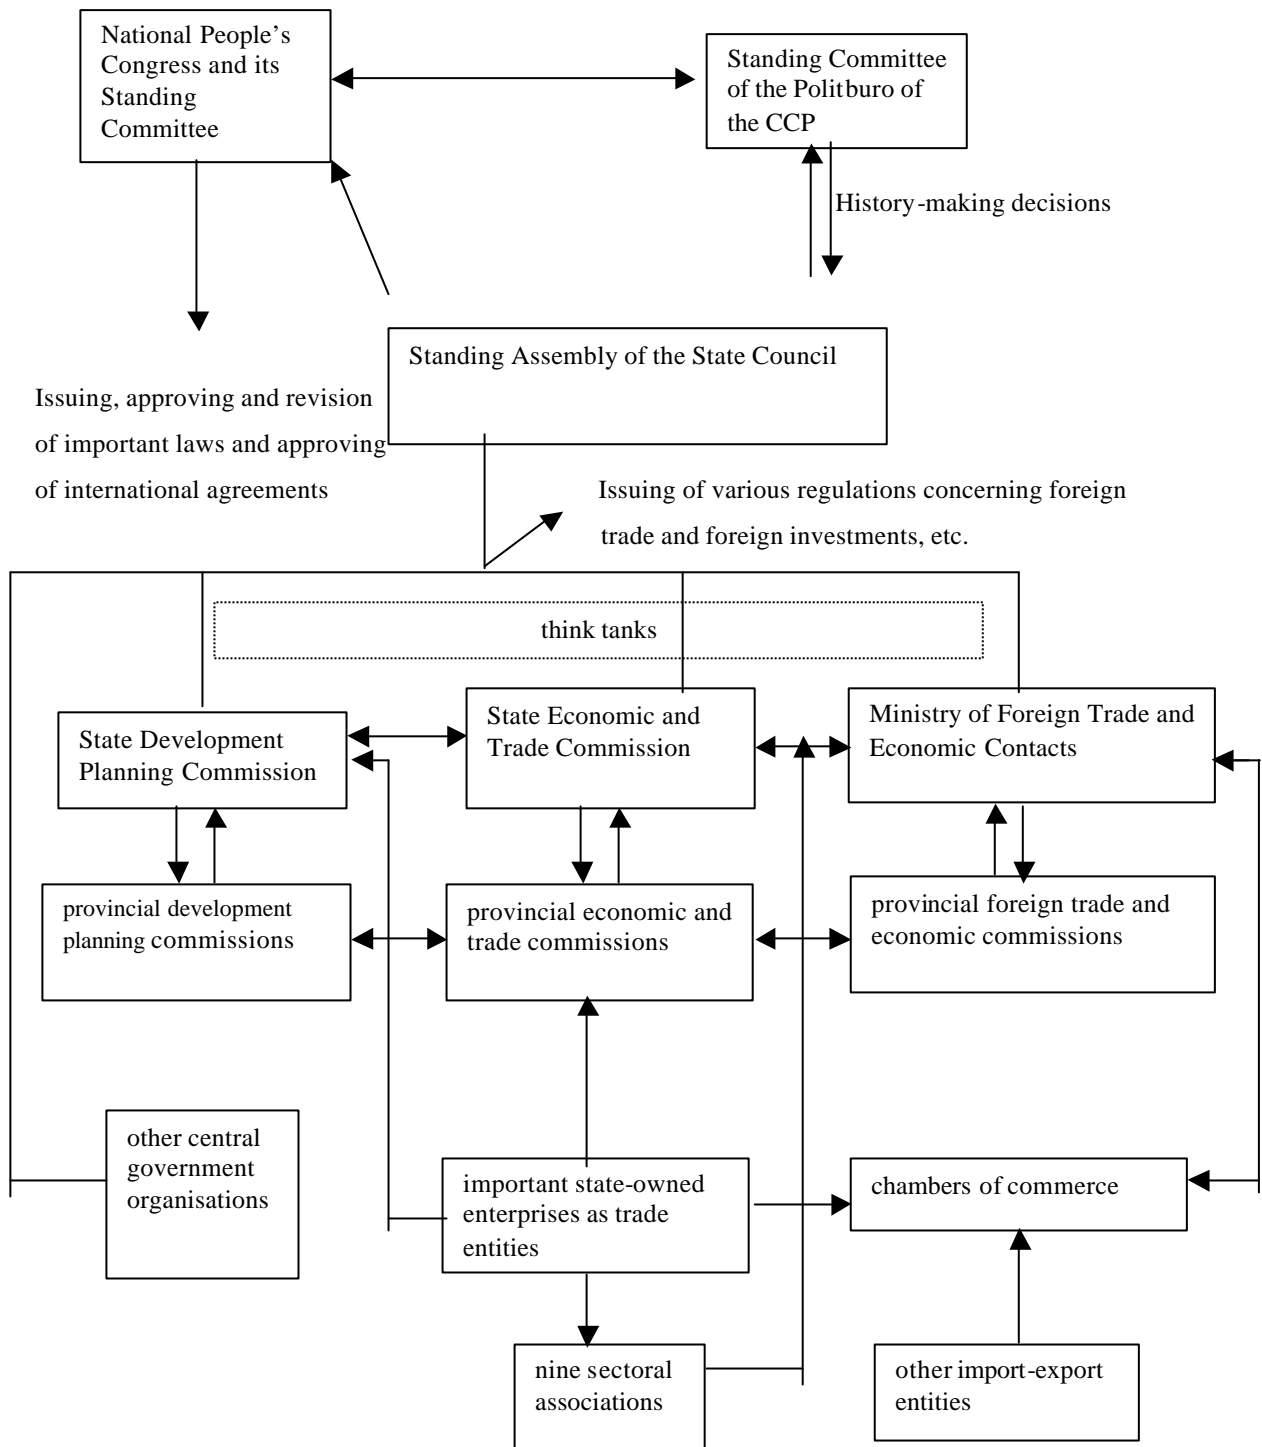 National People's
Congress and its
Standing
Committee
Standing Committee
of the Politburo of
the CCP
History-making decisions
Standing Assembly of the State Council
Issuing, approving and revision
of important laws and approving
of international agreements
Issuing of various regulations concerning foreign
trade and foreign investments, etc.
think tanks
State Development
Planning Commission
State Economic and
Trade Commission
Ministry of Foreign Trade and
Economic Contacts
provincial development
planning commissions
provincial economic and
trade commissions
provincial foreign trade and
economic commissions
other central
government
organisations
important state-owned
enterprises as trade
entities
chambers of commerce
nine sectoral
associations
other import-export
entities